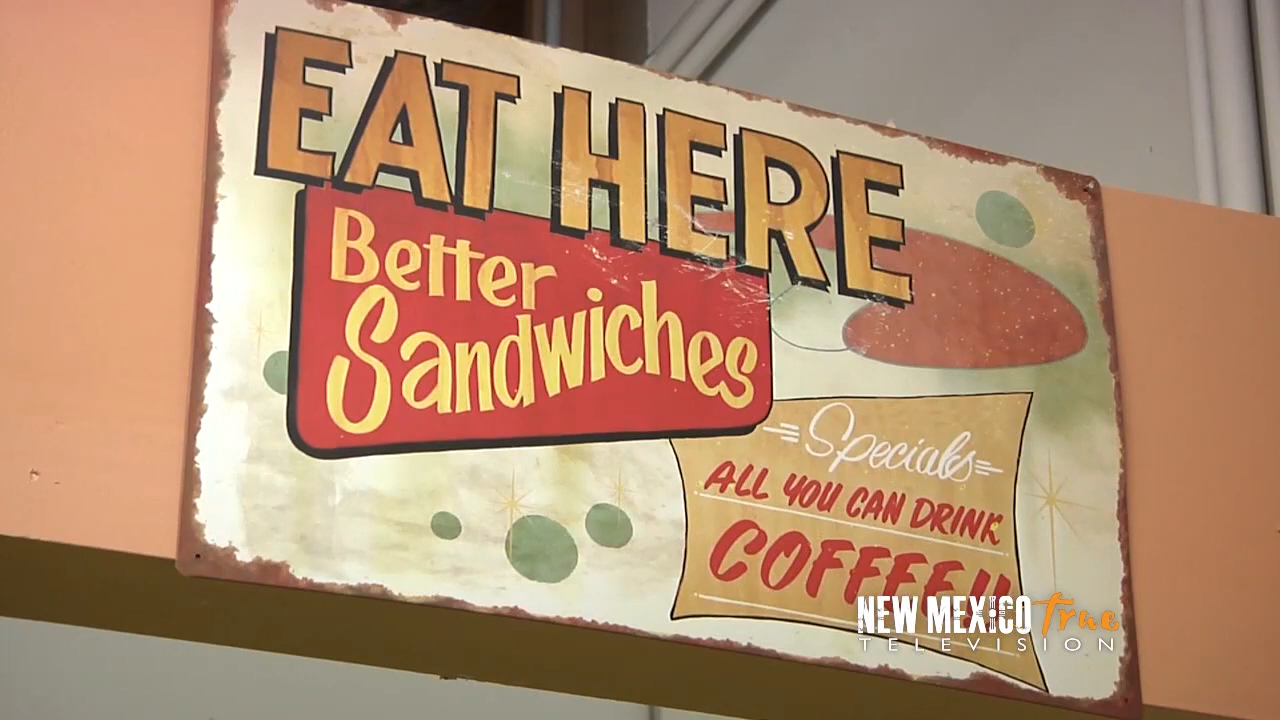 EAT HERE
Better
Sandwiches
Specials
ALL YOU CAN DRINK
COFFEE!!
NEW MEXICO True
TELEVISION